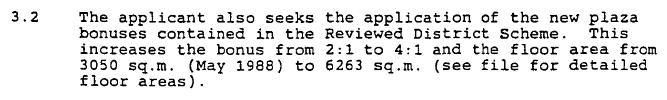 3.2 The applicant also seeks the application of the new plaza
bonuses contained in the Reviewed District Scheme. This
increases the bonus from 2:1 to 4:1 and the floor area from
3050 sq.m. (May 1988) to 6263 sq.m. (see file for detailed
floor areas).